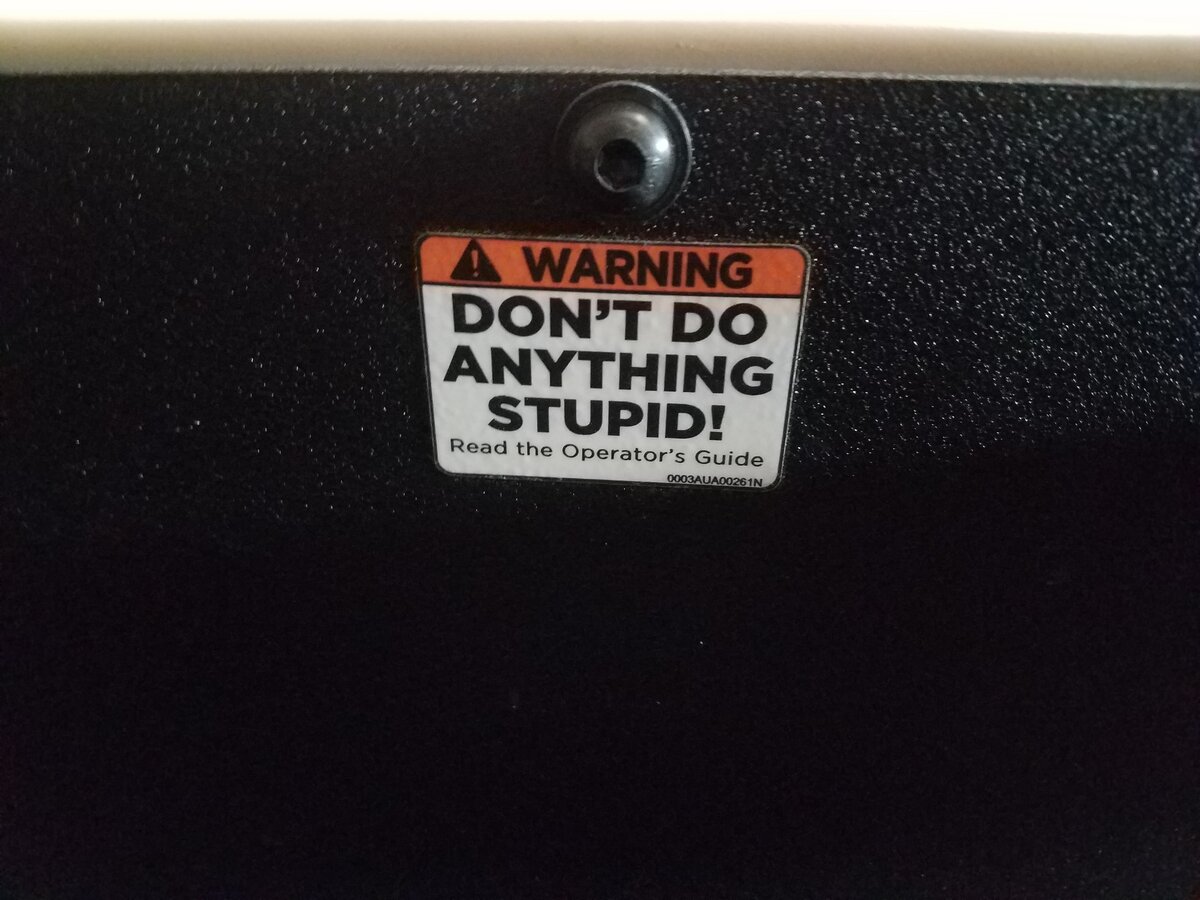 WARNING
DON'T DO
ANYTHING
STUPID!
Read the Operator's Guide
0003AUA00261N